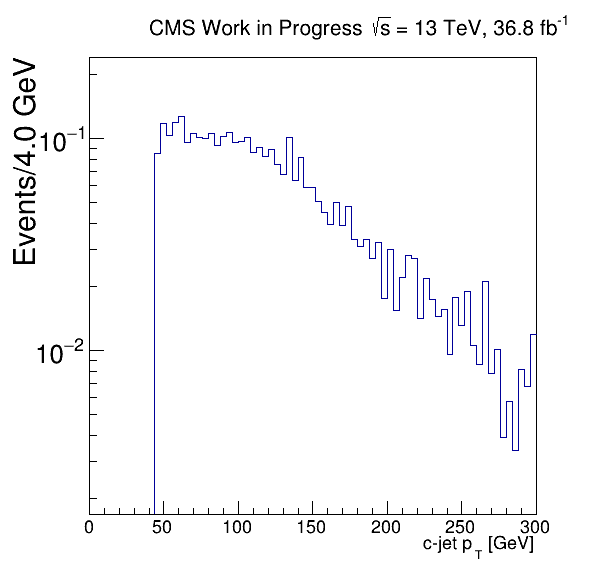 CMS Work in Progress √s = 13 TeV, 36.8 fb⁻¹
Events/4.0 GeV
10⁻¹
10⁻²
0 50 100 150 200 250 300
c-jet p_T [GeV]